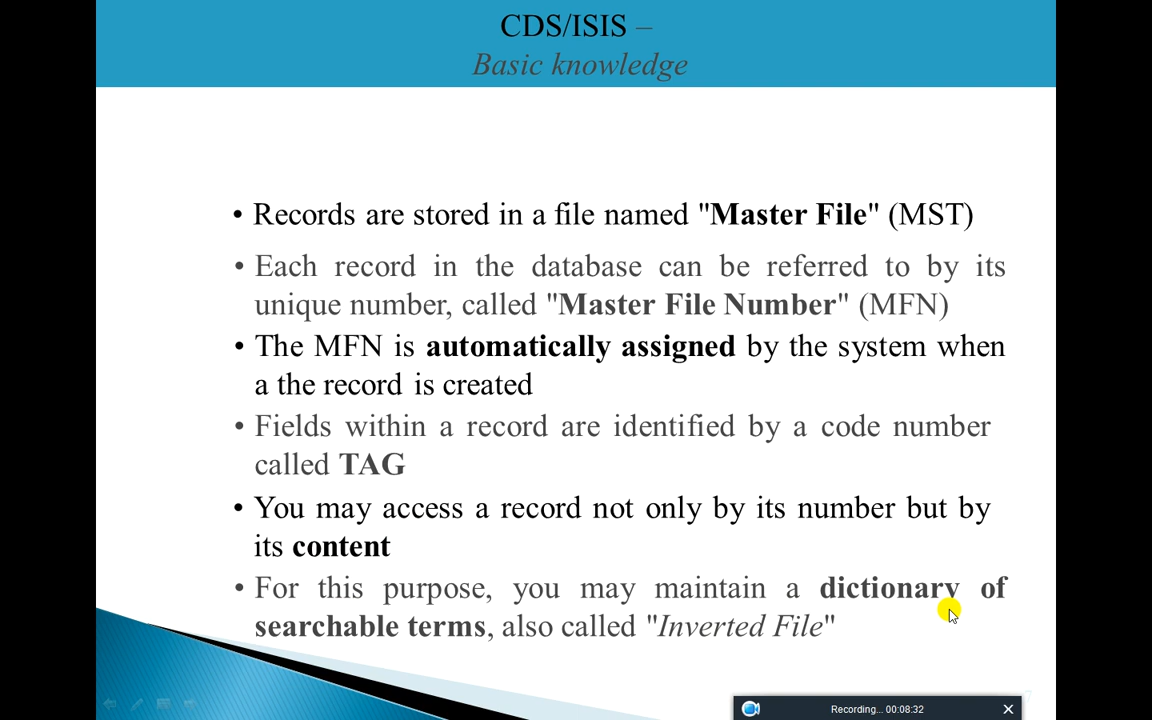 CDS/ISIS –
Basic knowledge
• Records are stored in a file named "Master File" (MST)
• Each record in the database can be referred to by its
unique number, called "Master File Number" (MFN)
• The MFN is automatically assigned by the system when
a the record is created
• Fields within a record are identified by a code number
called TAG
• You may access a record not only by its number but by
its content
• For this purpose, you may maintain a dictionary of
searchable terms, also called "Inverted File"
7
Recording... 00:08:32